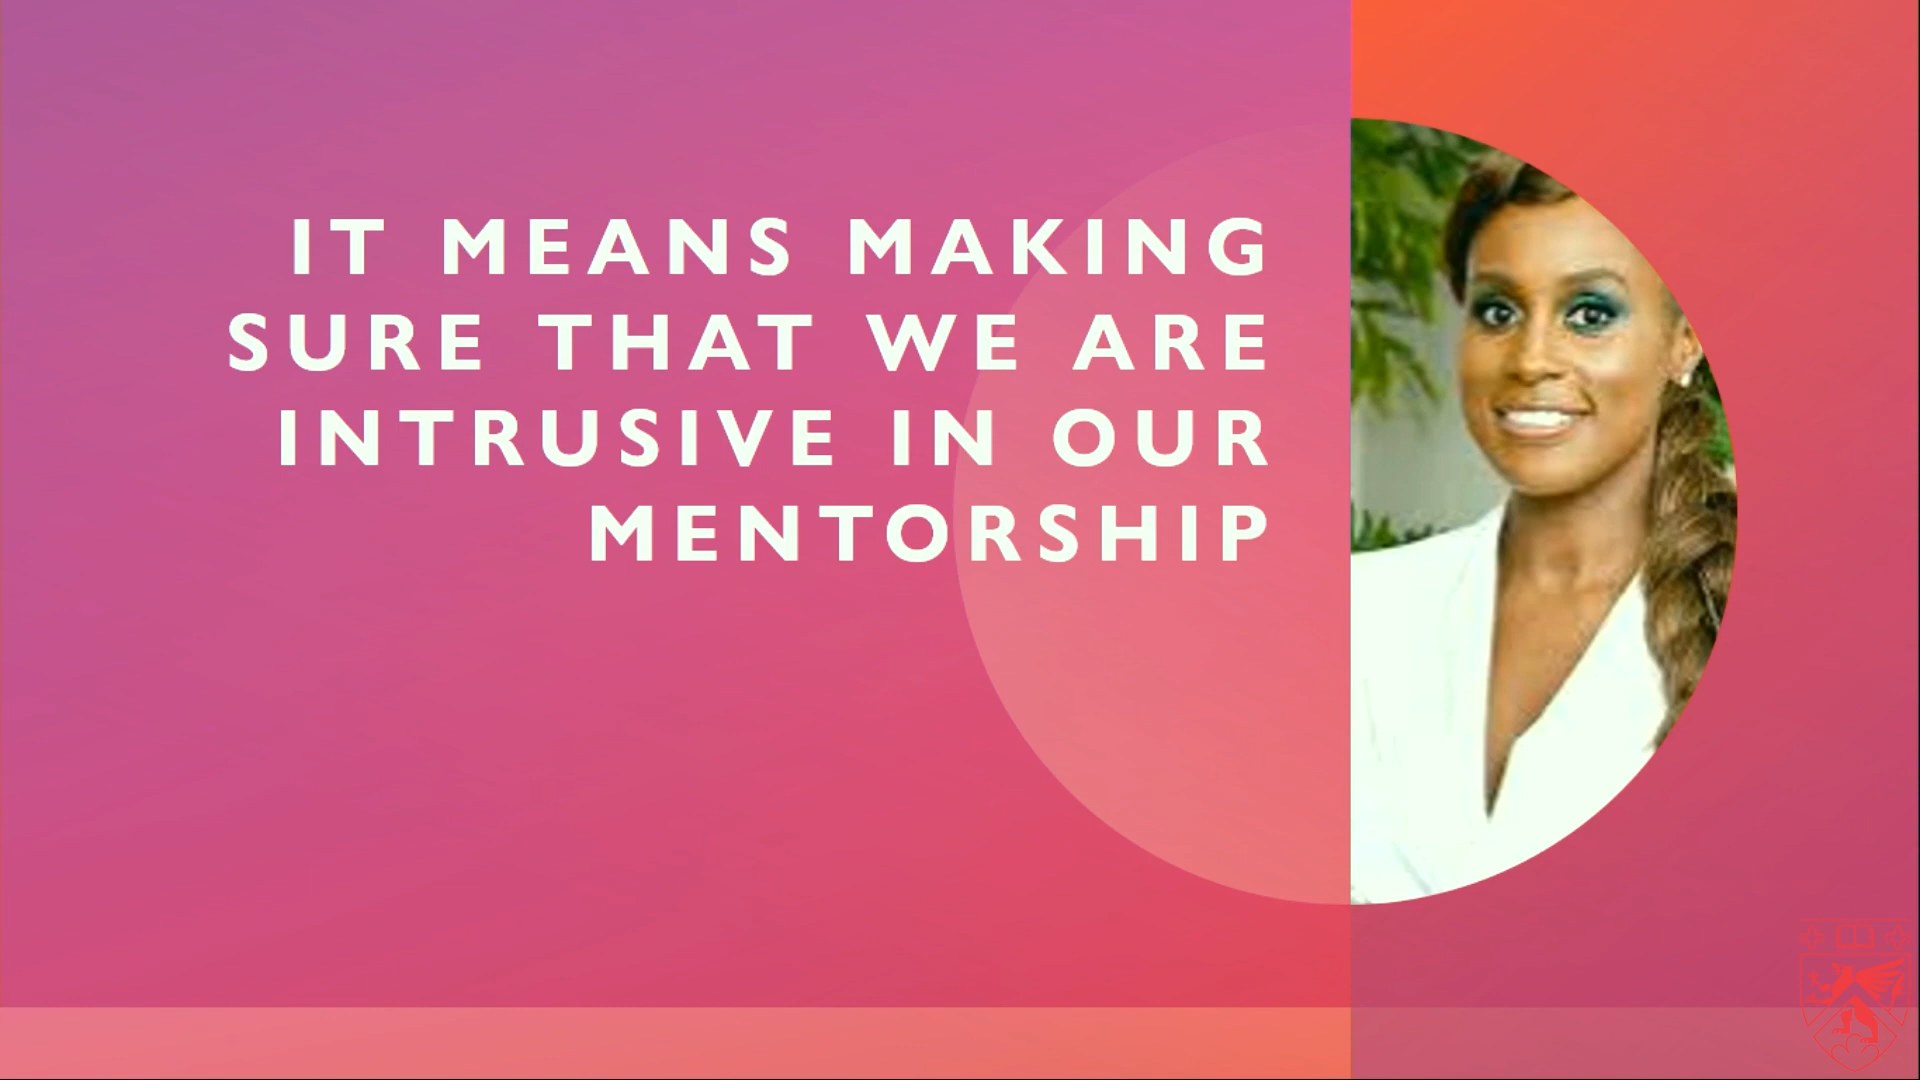 IT MEANS MAKING
SURE THAT WE ARE
INTRUSIVE IN OUR
MENTORSHIP